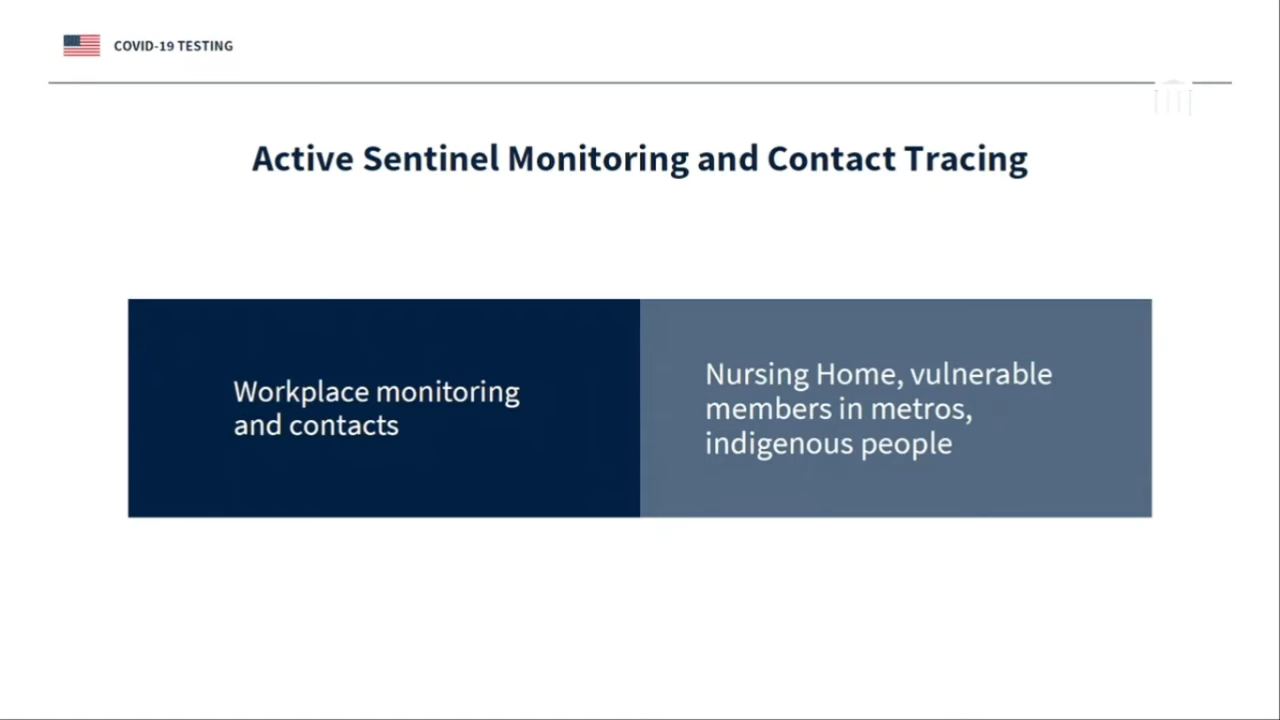 COVID-19 TESTING
Active Sentinel Monitoring and Contact Tracing
Workplace monitoring
and contacts
Nursing Home, vulnerable
members in metros,
indigenous people